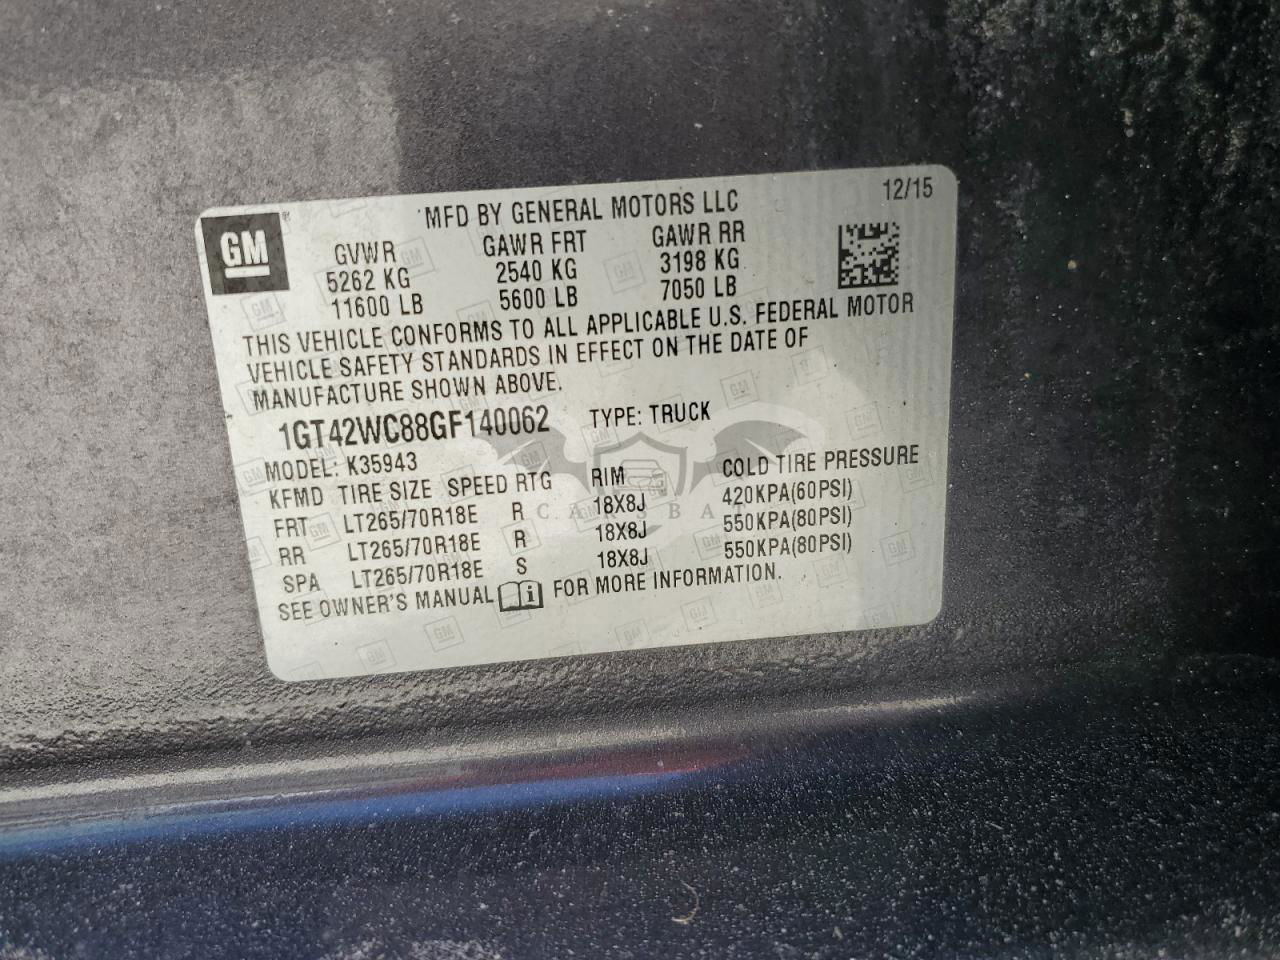 12/15
GM ®
MFD BY GENERAL MOTORS LLC
GVWR GAWR FRT GAWR RR
5262 KG 2540 KG 3198 KG
11600 LB 5600 LB 7050 LB
THIS VEHICLE CONFORMS TO ALL APPLICABLE U.S. FEDERAL MOTOR
VEHICLE SAFETY STANDARDS IN EFFECT ON THE DATE OF
MANUFACTURE SHOWN ABOVE.
1GT42WC88GF140062 TYPE: TRUCK
MODEL: K35943
KFMD TIRE SIZE SPEED RTG RIM COLD TIRE PRESSURE
FRT LT265/70R18E R 18X8J 420KPA(60PSI)
RR LT265/70R18E R 18X8J 550KPA(80PSI)
SPA LT265/70R18E S 18X8J 550KPA(80PSI)
SEE OWNER'S MANUAL i FOR MORE INFORMATION.
CARSBAT